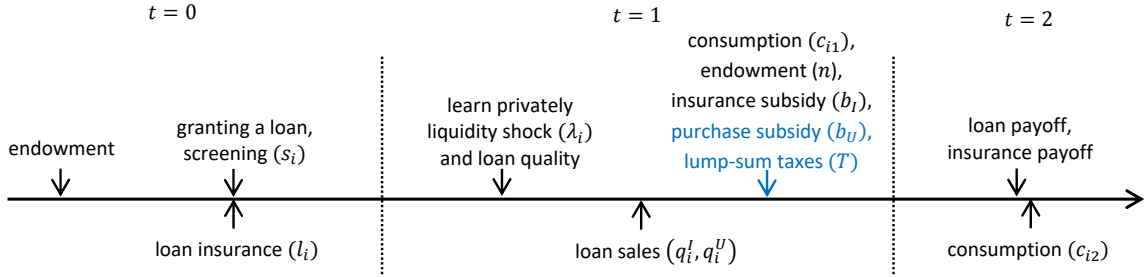 t = 0
t = 1
t = 2
endowment
granting a loan,
screening (s_i)
learn privately
liquidity shock (λ_i)
and loan quality
consumption (c_{i1}),
endowment (n),
insurance subsidy (b_I),
purchase subsidy (b_U),
lump-sum taxes (T)
loan payoff,
insurance payoff
loan insurance (l_i)
loan sales (q_i^I, q_i^U)
consumption (c_{i2})